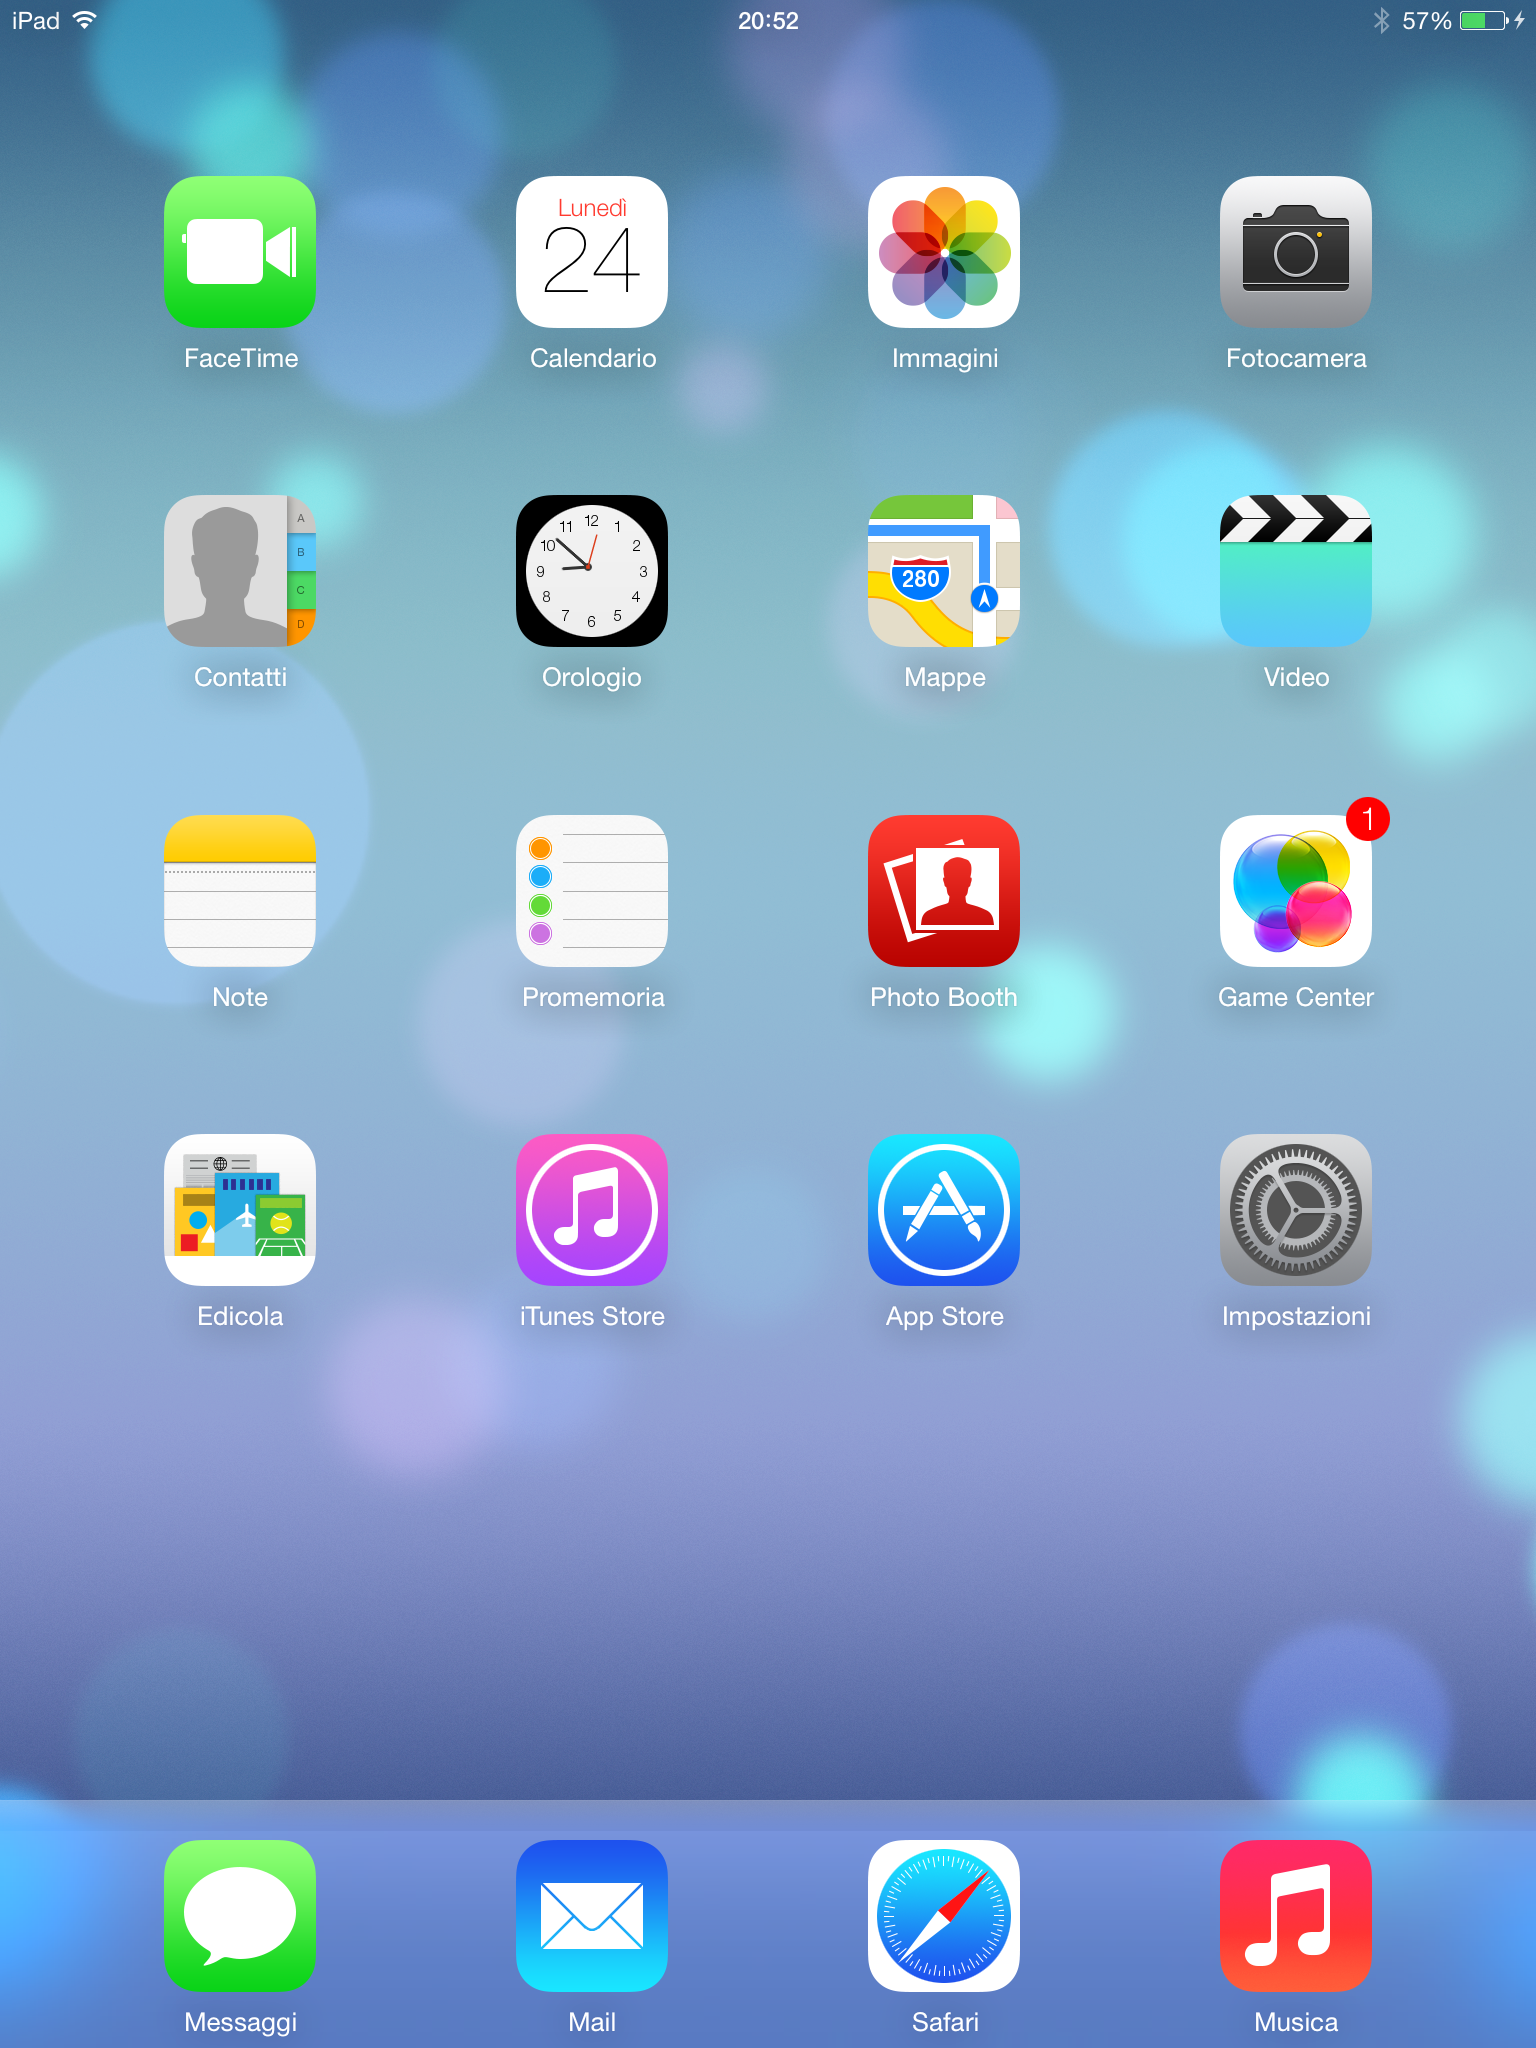 iPad 20:52 57%
Lunedì
24
FaceTime Calendario Immagini Fotocamera
A
B
C
D
11 12 1
10 2
9 3
8 4
7 6 5
280
Contatti Orologio Mappe Video
1
Note Promemoria Photo Booth Game Center
Edicola iTunes Store App Store Impostazioni
Messaggi Mail Safari Musica